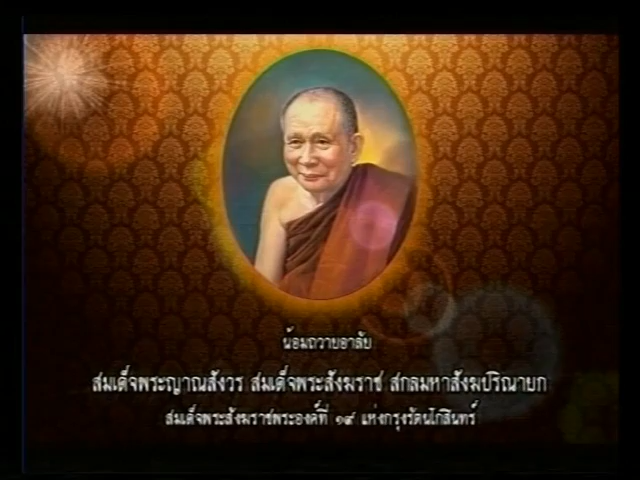 น้อมถวายอาลัย
สมเด็จพระญาณสังวร สมเด็จพระสังฆราช สกลมหาสังฆปริณายก
สมเด็จพระสังฆราชพระองค์ที่ ๑๙ แห่งกรุงรัตนโกสินทร์